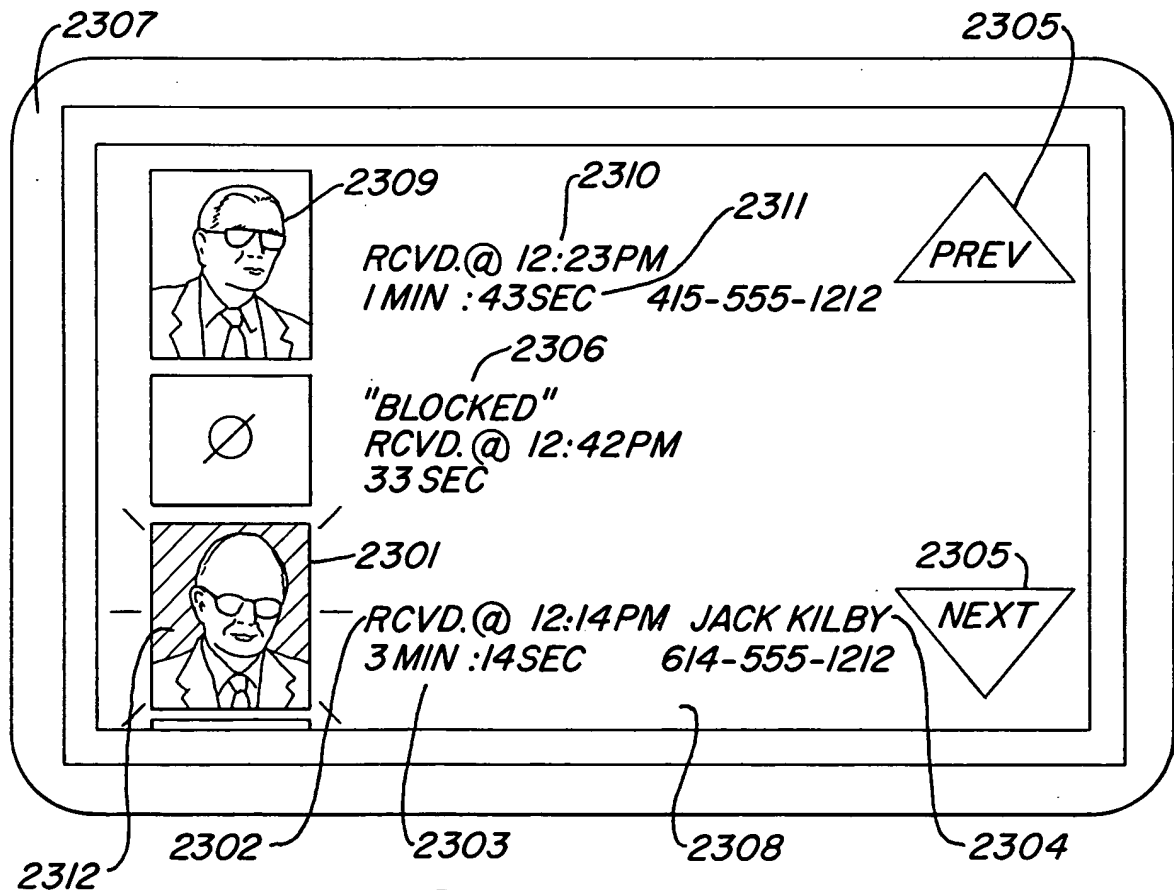 2307
2305
2309
2310
2311
RCVD.@ 12:23PM
1 MIN :43SEC 415-555-1212
PREV
2306
"BLOCKED"
RCVD.@ 12:42PM
33 SEC
2301
2305
RCVD.@ 12:14PM JACK KILBY
3 MIN :14SEC 614-555-1212
NEXT
2312
2302
2303
2308
2304